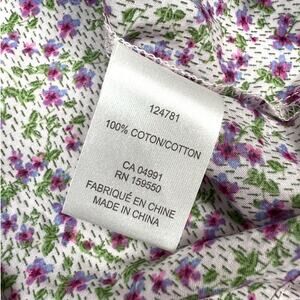 124781
100% COTON/COTTON
CA 04991
RN 159550
FABRIQUÉ EN CHINE
MADE IN CHINA